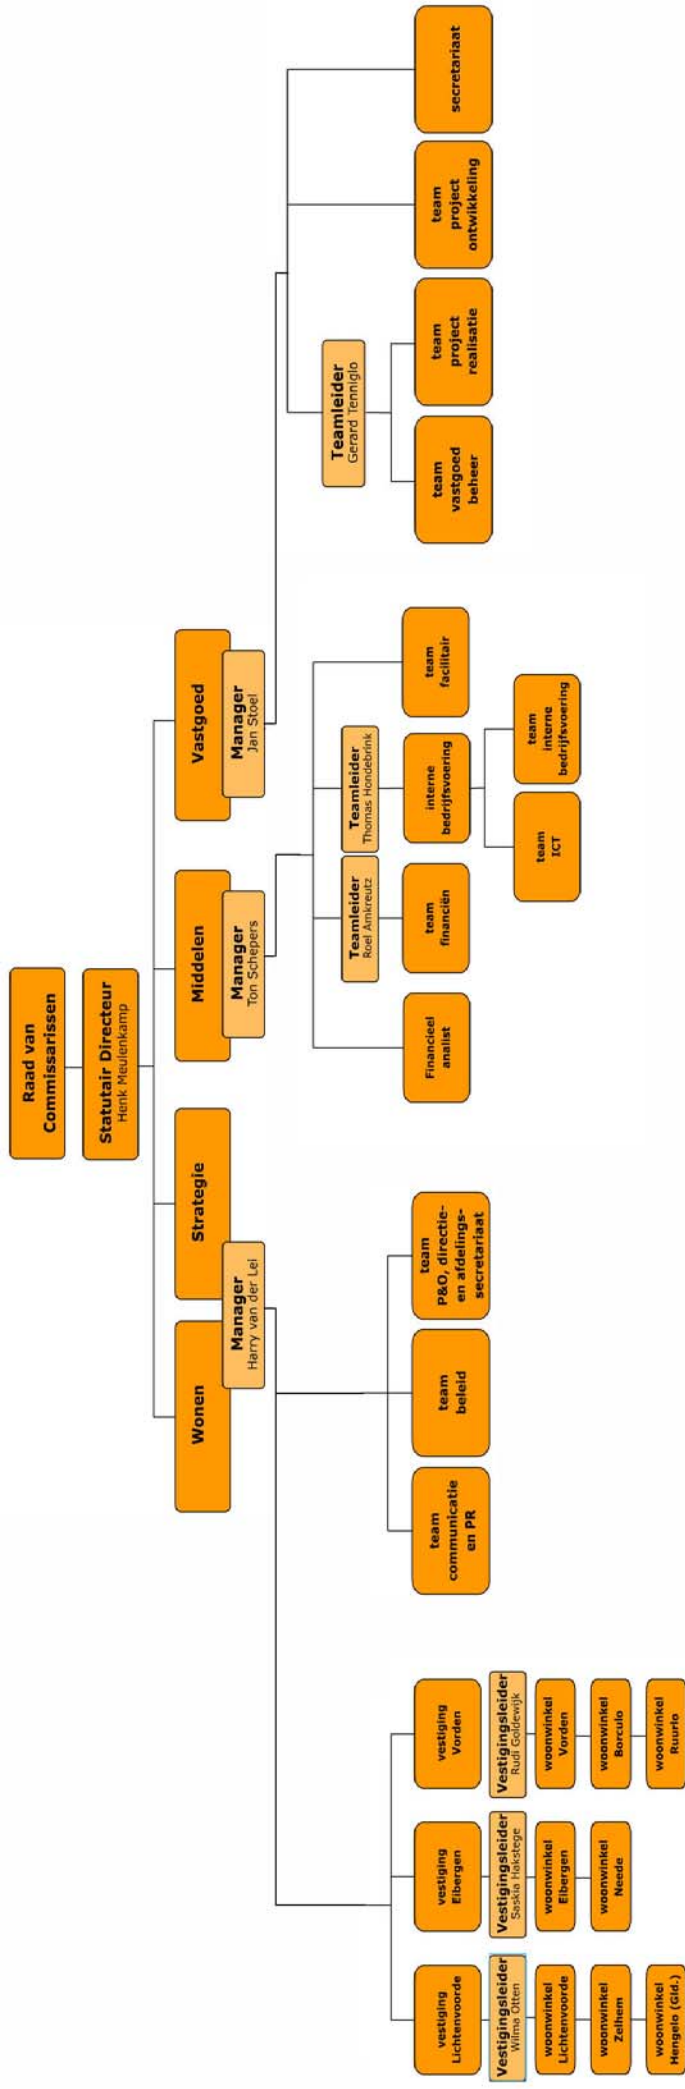 Raad van
Commissarissen
Statutair Directeur
Henk Meulenkamp
Wonen
Strategie
Manager
Harry van der Lei
Middelen
Manager
Ton Schepers
Vastgoed
Manager
Jan Stoel
vestiging
Lichtenvoorde
Vestigingsleider
Wilma Otten
woonwinkel
Lichtenvoorde
woonwinkel
Zelhem
woonwinkel
Hengelo (Gld.)
vestiging
Eibergen
Vestigingsleider
Saskia Hakstege
woonwinkel
Eibergen
woonwinkel
Neede
vestiging
Vorden
Vestigingsleider
Rudi Goldewijk
woonwinkel
Vorden
woonwinkel
Borculo
woonwinkel
Ruurlo
team
communicatie
en PR
team
beleid
team
P&O, directie-
en afdelings-
secretariaat
Financieel
analist
Teamleider
Roel Amkreutz
team
financiën
Teamleider
Thomas Hondebrink
interne
bedrijfsvoering
team
ICT
team
interne
bedrijfsvoering
team
facilitair
Teamleider
Gerard Tenniglo
team
vastgoed
beheer
team
project
realisatie
team
project
ontwikkeling
secretariaat